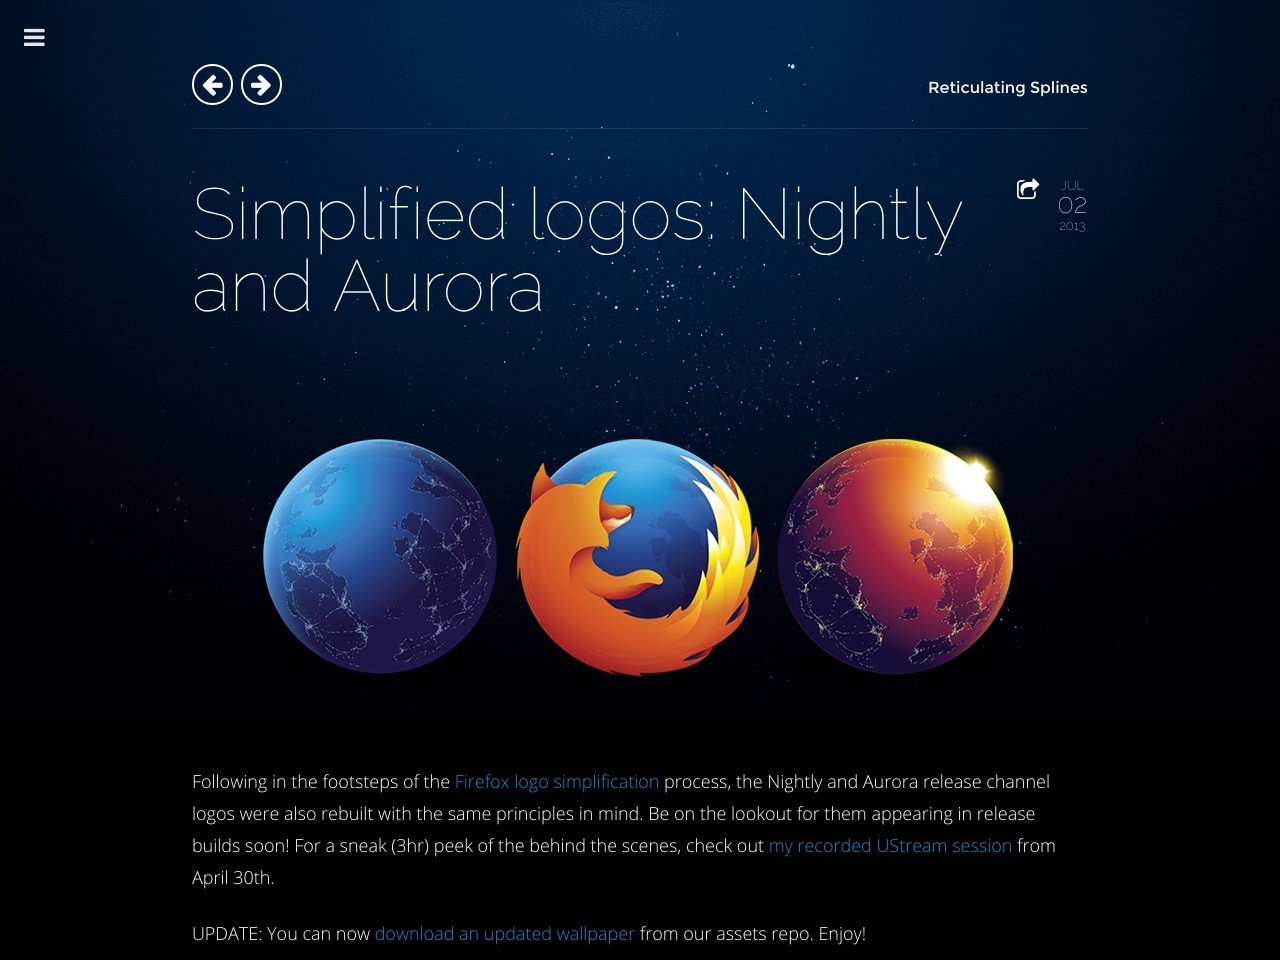 Reticulating Splines
Simplified logos: Nightly
and Aurora
JUL
02
2013
Following in the footsteps of the Firefox logo simplification process, the Nightly and Aurora release channel
logos were also rebuilt with the same principles in mind. Be on the lookout for them appearing in release
builds soon! For a sneak (3hr) peek of the behind the scenes, check out my recorded UStream session from
April 30th.
UPDATE: You can now download an updated wallpaper from our assets repo. Enjoy!